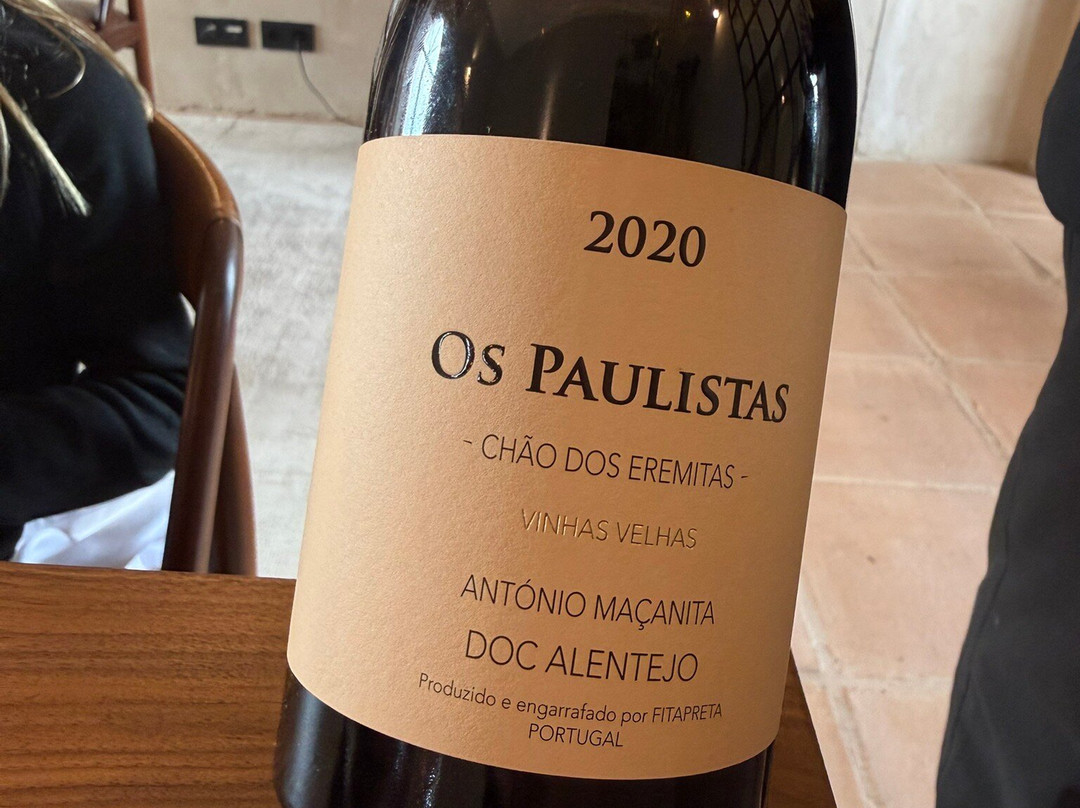 2020
OS PAULISTAS
- CHÃO DOS EREMITAS -
VINHAS VELHAS
ANTÓNIO MAÇANITA
DOC ALENTEJO
Produzido e engarrafado por FITAPRETA
PORTUGAL